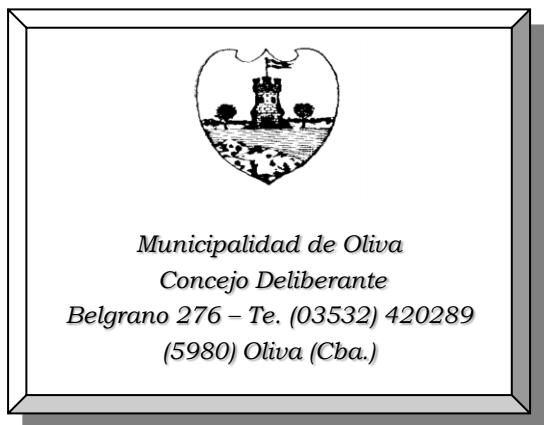 Municipalidad de Oliva
Concejo Deliberante
Belgrano 276 – Te. (03532) 420289
(5980) Oliva (Cba.)